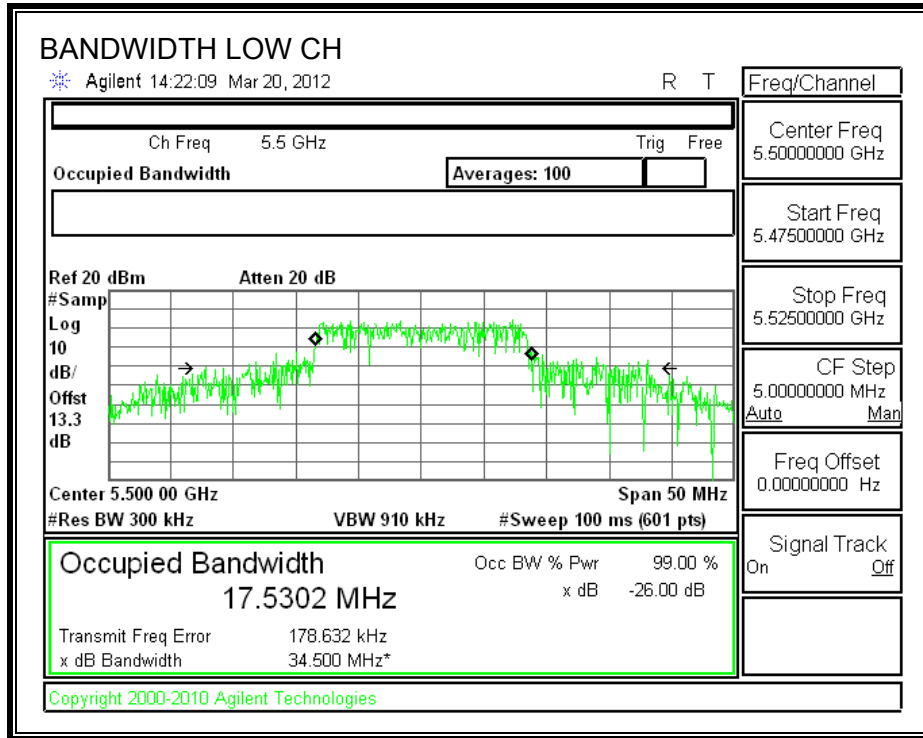 BANDWIDTH LOW CH
Agilent 14:22:09 Mar 20, 2012 R T
Freq/Channel
Ch Freq 5.5 GHz Trig Free
Occupied Bandwidth Averages: 100
Center Freq
5.50000000 GHz
Start Freq
5.47500000 GHz
Stop Freq
5.52500000 GHz
CF Step
5.00000000 MHz
Auto Man
Freq Offset
0.00000000 Hz
Signal Track
On Off
Ref 20 dBm Atten 20 dB
#Samp
Log
10
dB/
Offst
13.3
dB
Center 5.500 00 GHz Span 50 MHz
#Res BW 300 kHz VBW 910 kHz #Sweep 100 ms (601 pts)
Occupied Bandwidth Occ BW % Pwr 99.00 %
17.5302 MHz x dB -26.00 dB
Transmit Freq Error 178.632 kHz
x dB Bandwidth 34.500 MHz*
Copyright 2000-2010 Agilent Technologies